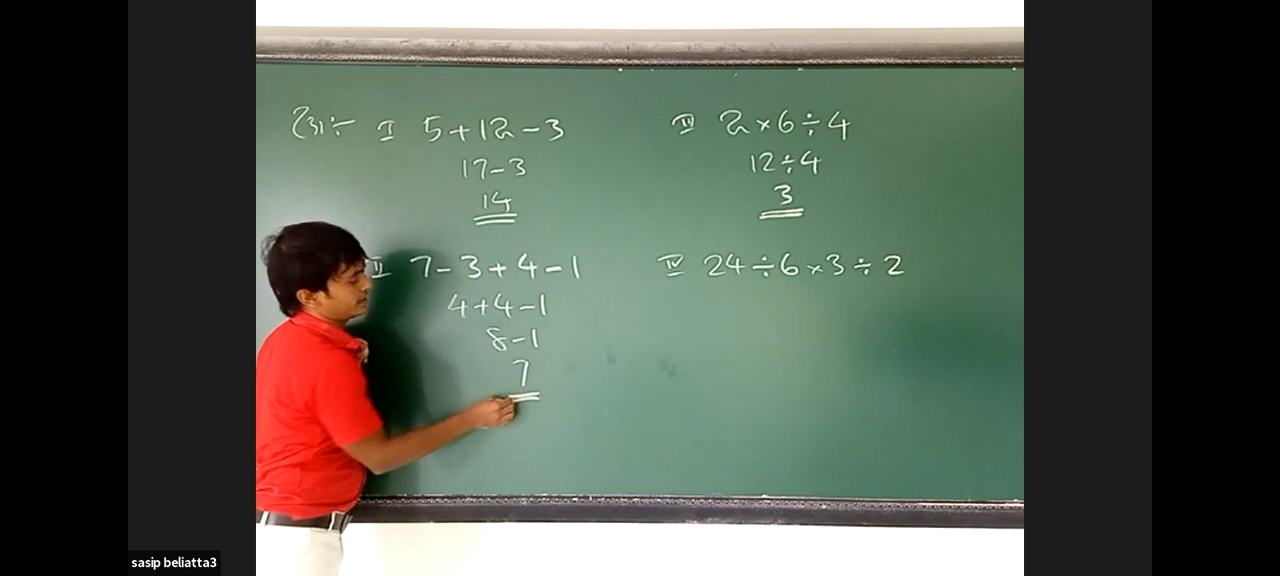 I 5+12-3
17-3
14
II 7-3+4-1
4+4-1
8-1
7
III 2×6÷4
12÷4
3
IV 24÷6×3÷2
sasip beliatta3